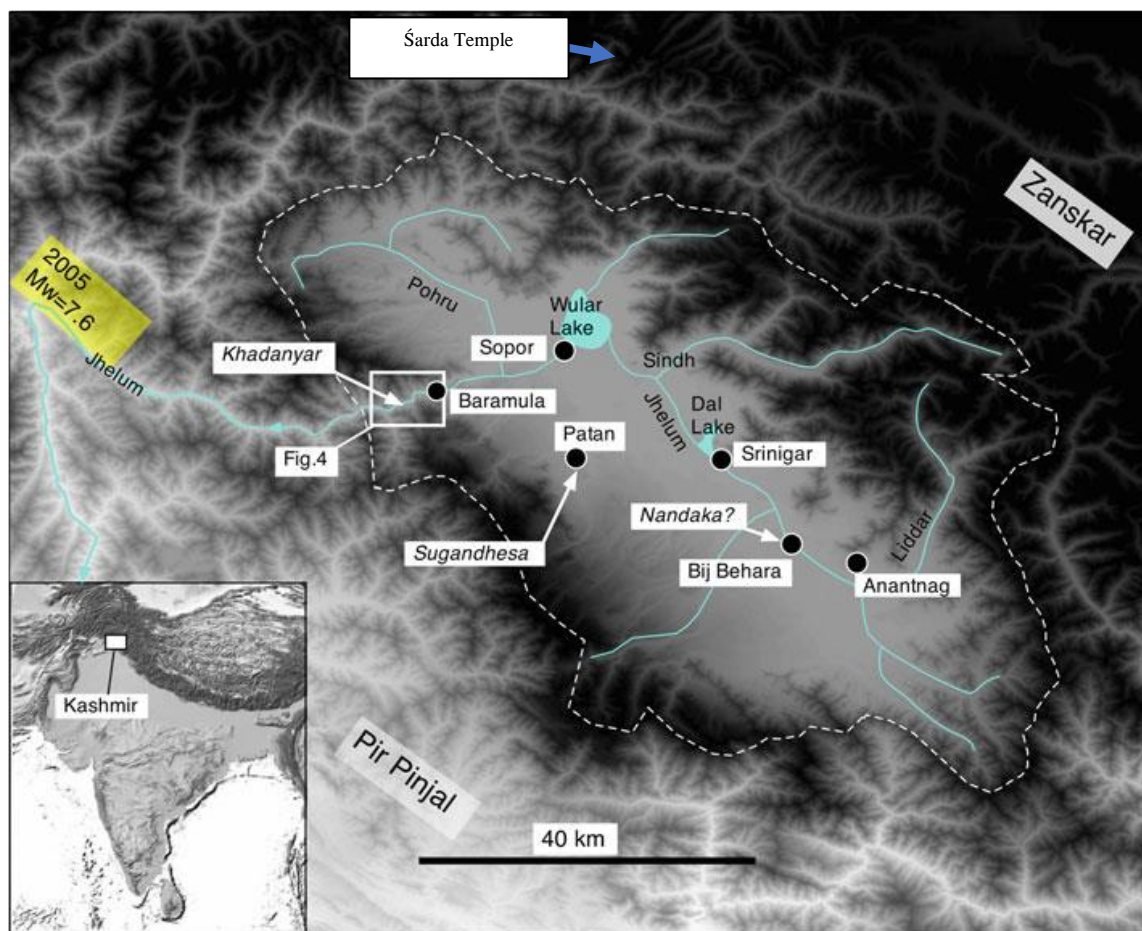 Śarda Temple
Zanskar
2005
Mw=7.6
Pohru
Wular
Lake
Khadanyar
Sopor
Sindh
Jhelum
Baramula
Dal
Lake
Jhelum
Patan
Srinigar
Fig.4
Nandaka?
Sugandhesa
Liddar
Bij Behara
Anantnag
Kashmir
Pir Pinjal
40 km